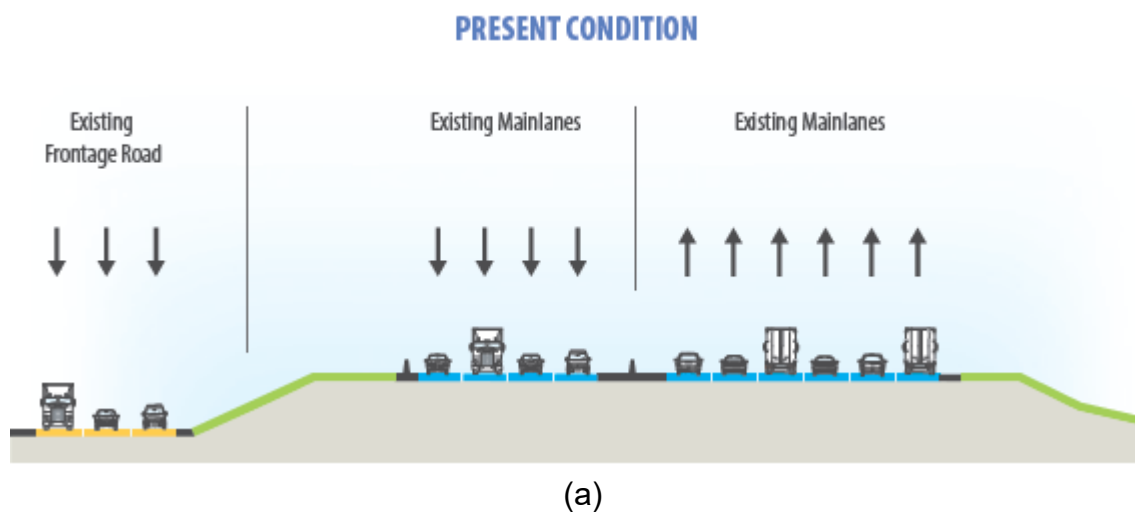 PRESENT CONDITION
Existing
Frontage Road
Existing Mainlanes
Existing Mainlanes
(a)